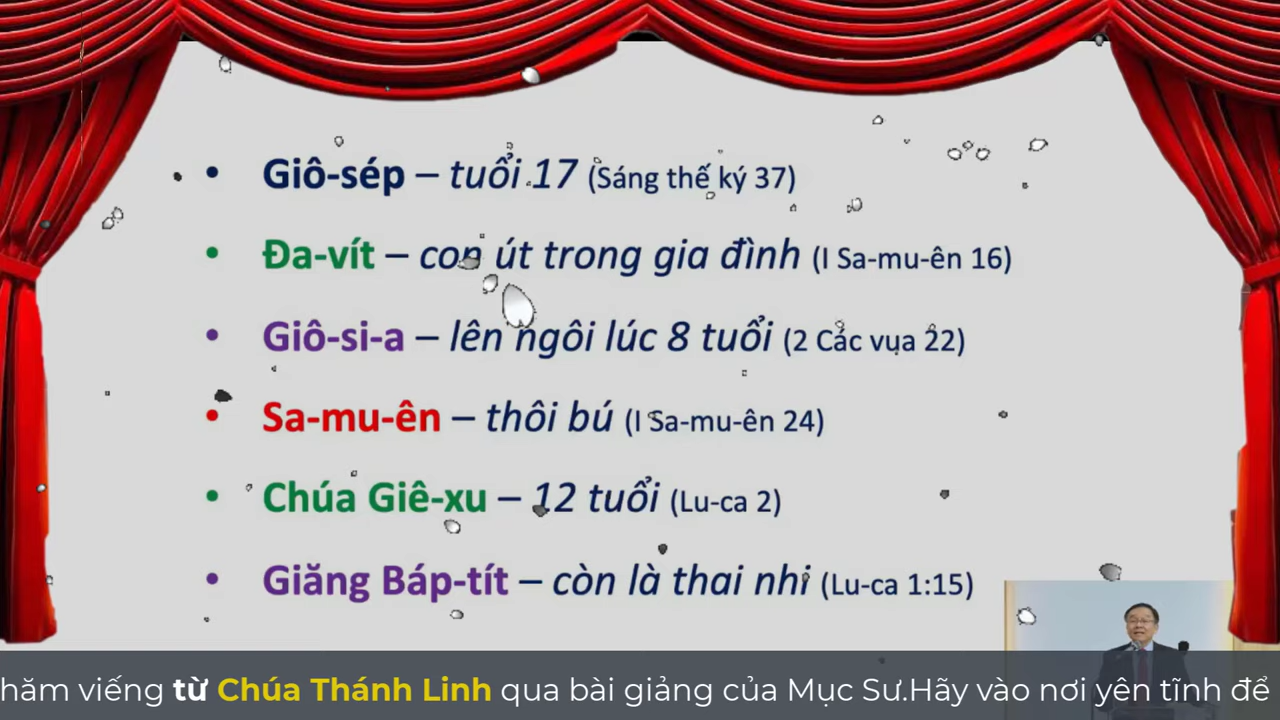 • Giô-sép – tuổi 17 (Sáng thế ký 37)
• Đa-vít – con út trong gia đình (I Sa-mu-ên 16)
• Giô-si-a – lên ngôi lúc 8 tuổi (2 Các vua 22)
• Sa-mu-ên – thôi bú (I Sa-mu-ên 24)
• Chúa Giê-xu – 12 tuổi (Lu-ca 2)
• Giăng Báp-tít – còn là thai nhi (Lu-ca 1:15)
hăm viếng từ Chúa Thánh Linh qua bài giảng của Mục Sư.Hãy vào nơi yên tĩnh để